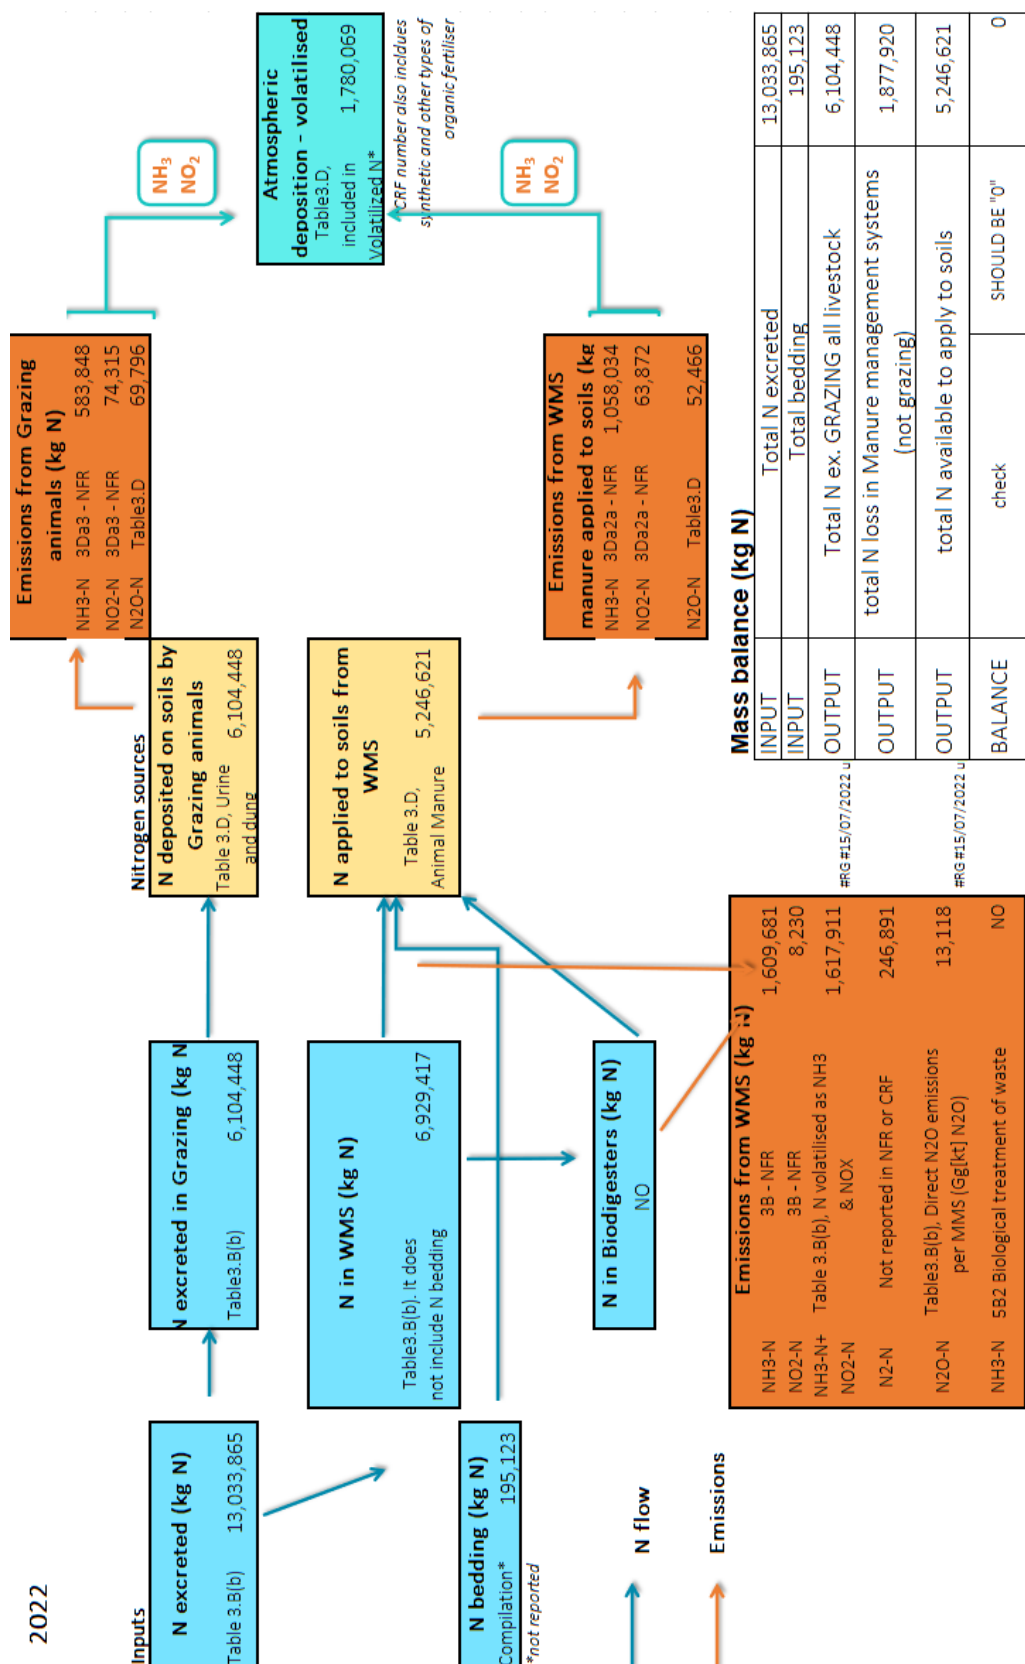 2022
Inputs
N excreted (kg N)
Table 3.B(b) 13,033,865
N bedding (kg N)
Compilation* 195,123
*not reported
N flow
Emissions
N excreted in Grazing (kg N
Table3.B(b) 6,104,448
N in WMS (kg N)
Table3.B(b). It does
not include N bedding
6,929,417
N in Biodigesters (kg N)
NO
Nitrogen sources
N deposited on soils by
Grazing animals
Table 3.D, Urine
and dung
6,104,448
N applied to soils from
WMS
Table 3.D,
Animal Manure
5,246,621
Emissions from WMS (kg N)
NH3-N 3B - NFR 1,609,681
NO2-N 3B - NFR 8,230
NH3-N+
NO2-N
Table 3.B(b), N volatilised as NH3
& NOX
1,617,911
N2-N Not reported in NFR or CRF 246,891
N2O-N Table3.B(b), Direct N2O emissions
per MMS (Gg[kt] N2O)
13,118
NH3-N 5B2 Biological treatment of waste NO
Emissions from Grazing
animals (kg N)
NH3-N 3Da3 - NFR 583,848
NO2-N 3Da3 - NFR 74,315
N2O-N Table3.D 69,796
Emissions from WMS
manure applied to soils (kg
NH3-N 3Da2a - NFR 1,058,034
NO2-N 3Da2a - NFR 63,872
N2O-N Table3.D 52,466
NH3
NO2
Atmospheric
deposition - volatilised
Table3.D,
included in
Volatilized N*
1,780,069
*CRF number also incldues
synthetic and other types of
organic fertiliser
NH3
NO2
Mass balance (kg N)
INPUT Total N excreted 13,033,865
INPUT Total bedding 195,123
#RG #15/07/2022 u
OUTPUT Total N ex. GRAZING all livestock 6,104,448
OUTPUT total N loss in Manure management systems
(not grazing)
1,877,920
#RG #15/07/2022 u
OUTPUT total N available to apply to soils 5,246,621
BALANCE check SHOULD BE "0" 0